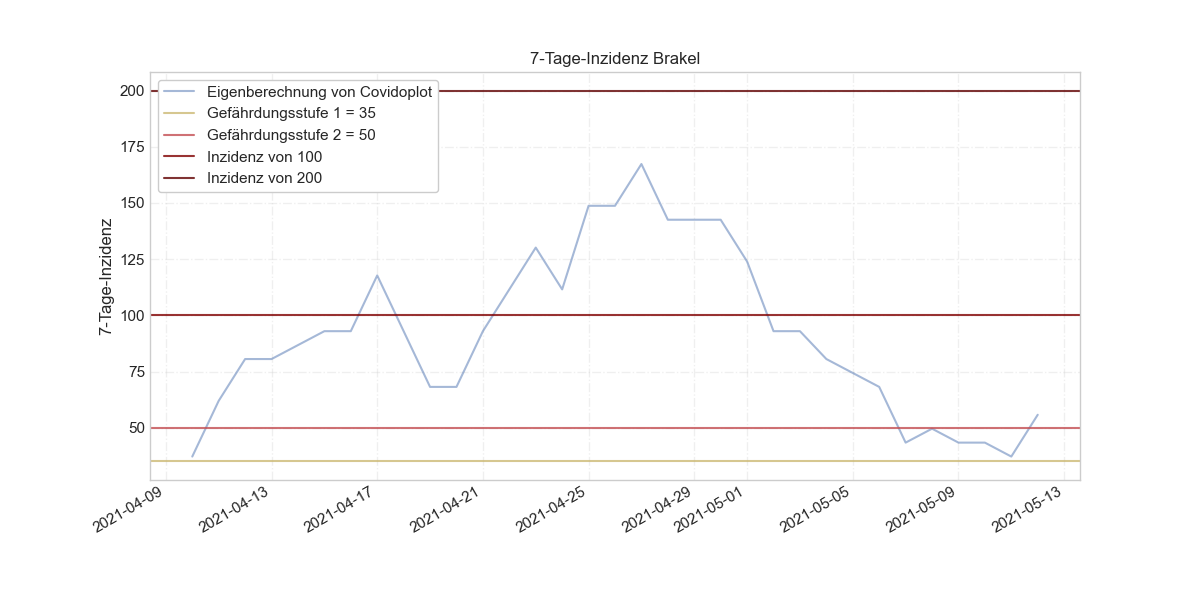 7-Tage-Inzidenz Brakel
Eigenberechnung von Covidoplot
Gefährdungsstufe 1 = 35
Gefährdungsstufe 2 = 50
Inzidenz von 100
Inzidenz von 200
7-Tage-Inzidenz
200
175
150
125
100
75
50
2021-04-09
2021-04-13
2021-04-17
2021-04-21
2021-04-25
2021-04-29
2021-05-01
2021-05-05
2021-05-09
2021-05-13